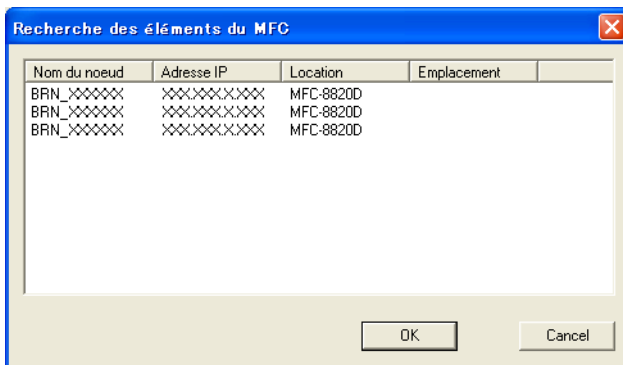 Recherche des éléments du MFC
Nom du noeud Adresse IP Location Emplacement
BRN_XXXXXX XXX.XXX.X.XXX MFC-8820D
BRN_XXXXXX XXX.XXX.X.XXX MFC-8820D
BRN_XXXXXX XXX.XXX.X.XXX MFC-8820D
OK Cancel